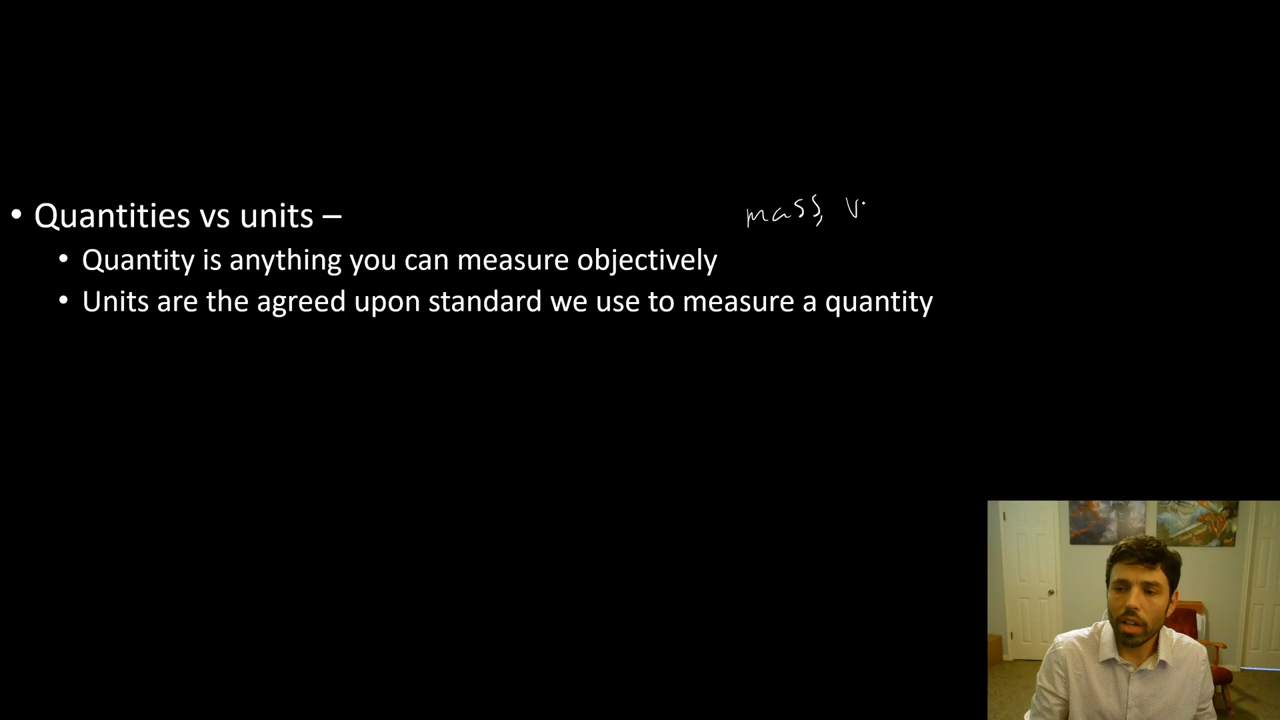 • Quantities vs units – mass, v
• Quantity is anything you can measure objectively
• Units are the agreed upon standard we use to measure a quantity